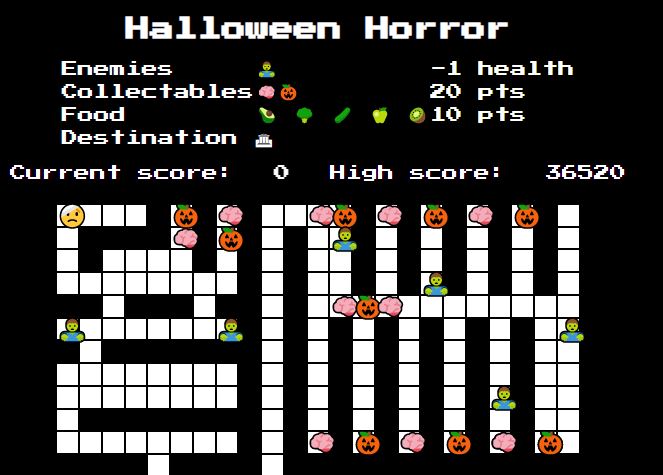 Halloween Horror
Enemies -1 health
Collectables 20 pts
Food 10 pts
Destination
Current score: 0 High score: 36520